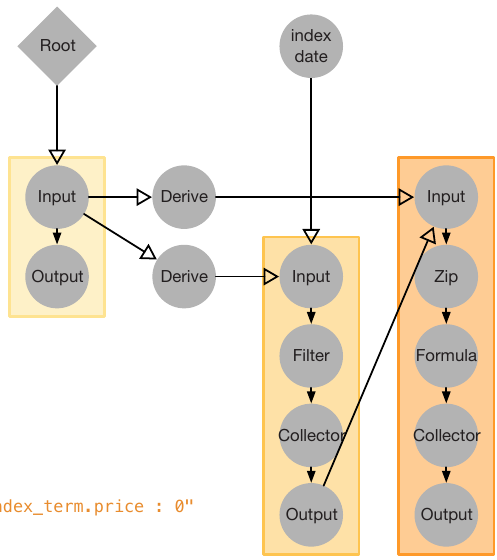 Root
index
date
Input
Derive
Input
Output
Derive
Input
Zip
Filter
Formula
Collector
Collector
Output
Output
ndex_term.price : 0"